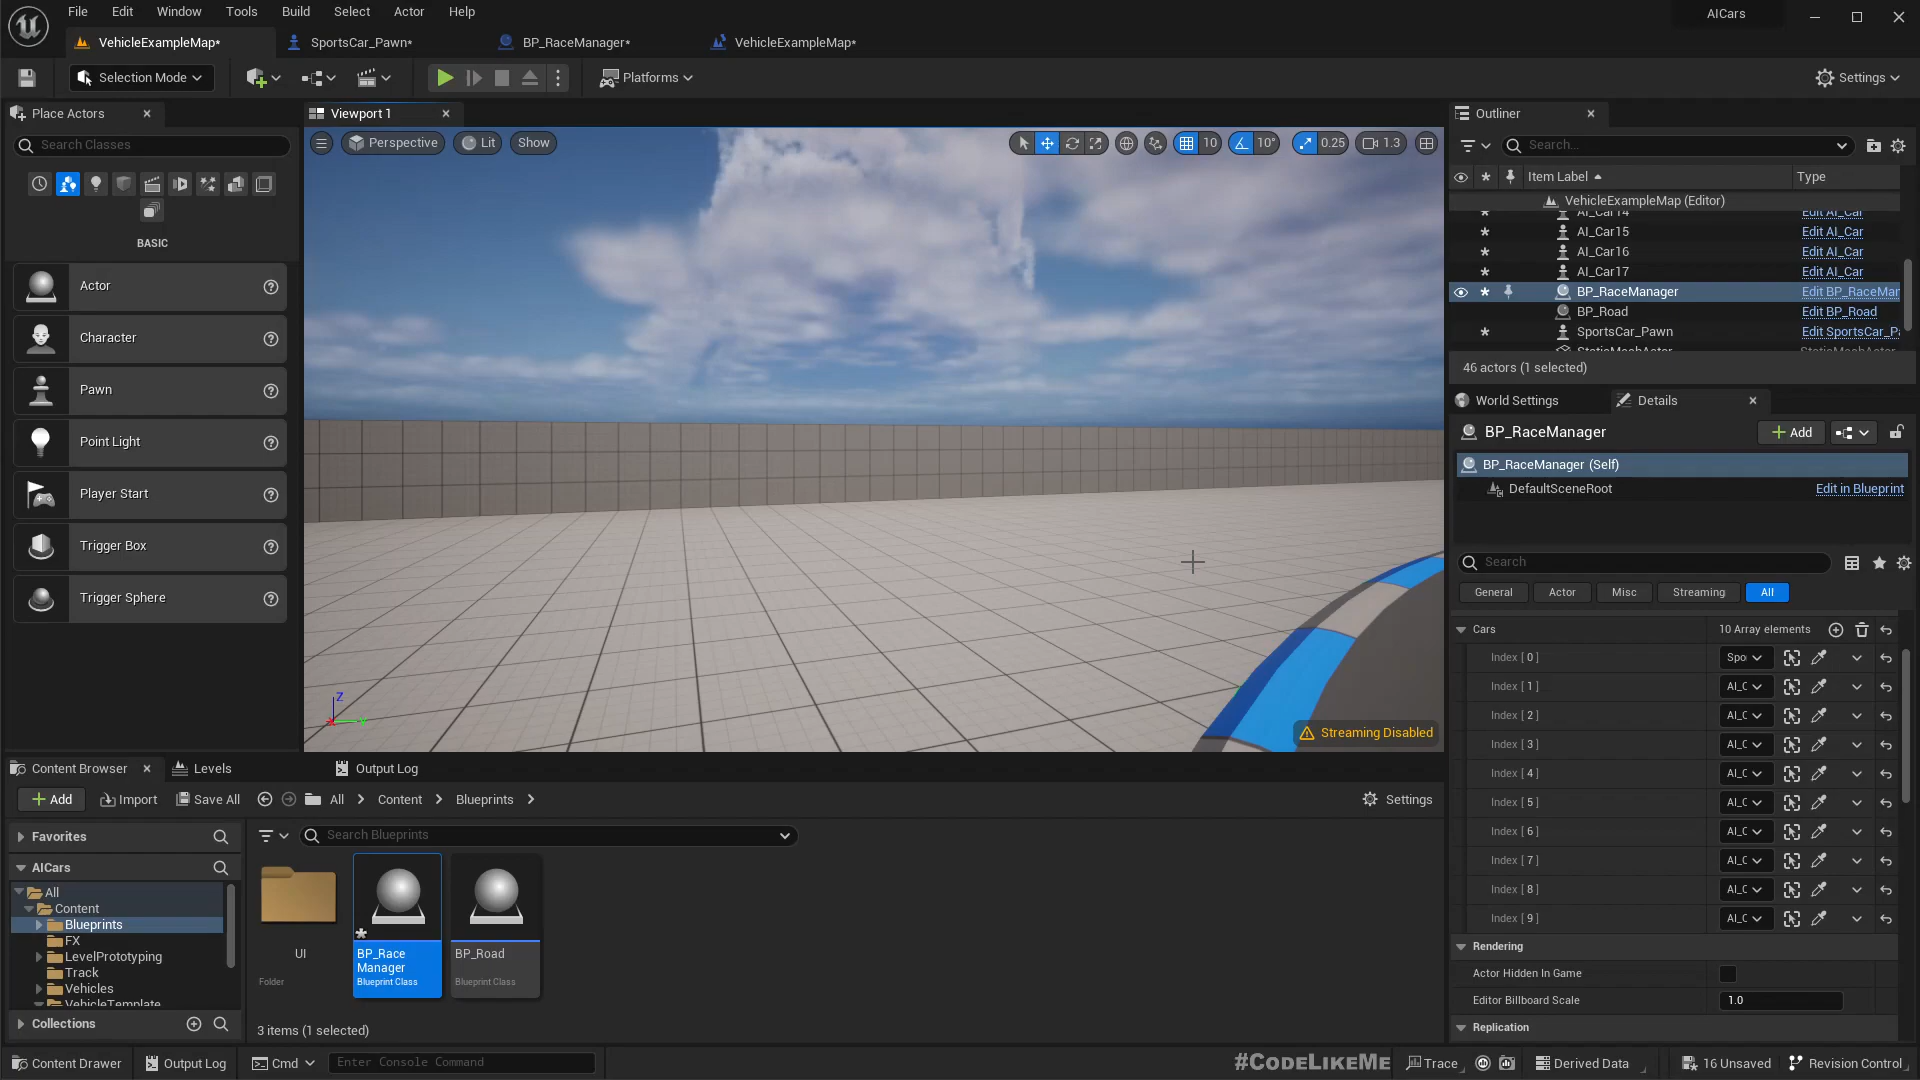 File Edit Window Tools Build Select Actor Help
AICars
VehicleExampleMap* SportsCar_Pawn* BP_RaceManager* VehicleExampleMap*
Selection Mode Platforms Settings
Place Actors
Viewport 1
Outliner
Search Classes
Perspective Lit Show 10 10° 0.25 1.3
Search...
Item Label Type
VehicleExampleMap (Editor)
AI_Car14 Edit AI_Car
AI_Car15 Edit AI_Car
AI_Car16 Edit AI_Car
AI_Car17 Edit AI_Car
BP_RaceManager Edit BP_RaceMan
BP_Road Edit BP_Road
SportsCar_Pawn Edit SportsCar_Pa
StaticMeshActor StaticMeshActor
46 actors (1 selected)
BASIC
Actor
Character
Pawn
Point Light
Player Start
Trigger Box
Trigger Sphere
World Settings Details
BP_RaceManager Add
BP_RaceManager (Self)
DefaultSceneRoot Edit in Blueprint
Search
General Actor Misc Streaming All
Cars 10 Array elements
Index [ 0 ] Spo
Index [ 1 ] AI_C
Index [ 2 ] AI_C
Index [ 3 ] AI_C
Index [ 4 ] AI_C
Index [ 5 ] AI_C
Index [ 6 ] AI_C
Index [ 7 ] AI_C
Index [ 8 ] AI_C
Index [ 9 ] AI_C
Rendering
Actor Hidden In Game
Editor Billboard Scale 1.0
Replication
Z
Y
X
Streaming Disabled
Content Browser Levels Output Log
Add Import Save All All Content Blueprints Settings
Favorites
Search Blueprints
AICars
All
Content
Blueprints
FX
LevelPrototyping
Track
Vehicles
VehicleTemplate
Collections
UI
Folder
BP_Race
Manager
Blueprint Class
BP_Road
Blueprint Class
3 items (1 selected)
Content Drawer Output Log Cmd Enter Console Command #CodeLikeMe Trace Derived Data 16 Unsaved Revision Control